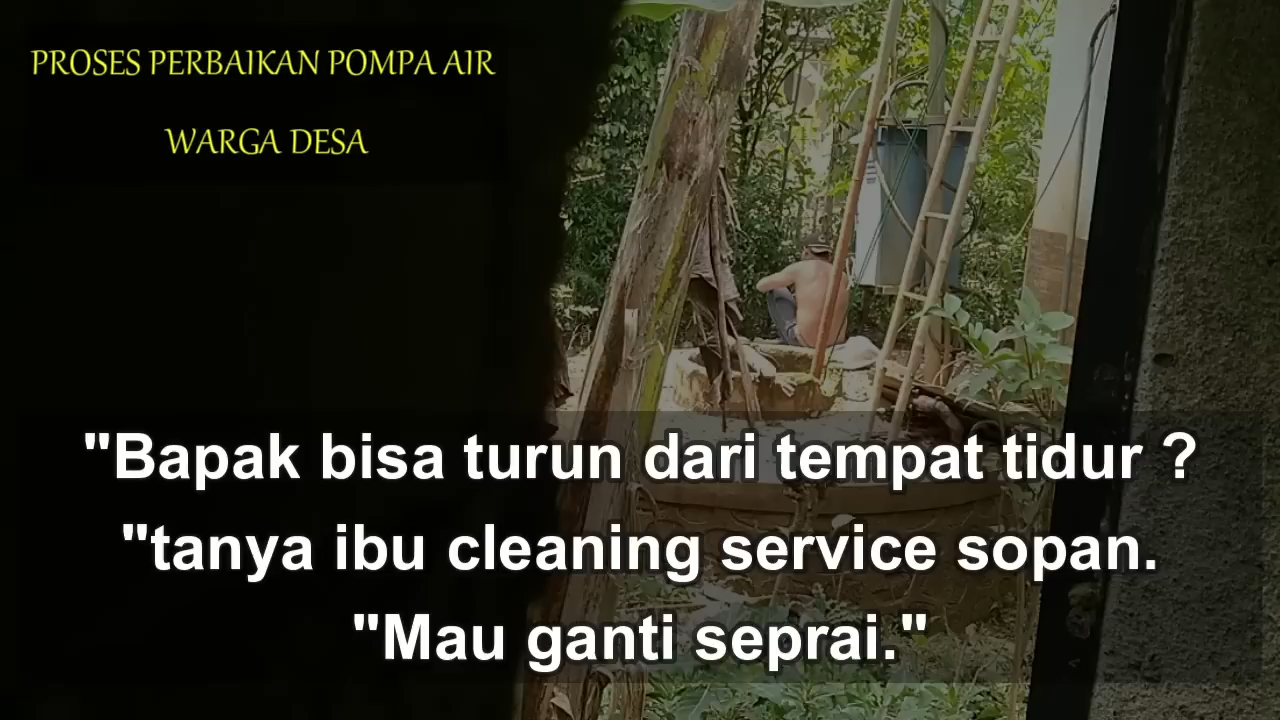 PROSES PERBAIKAN POMPA AIR
WARGA DESA
"Bapak bisa turun dari tempat tidur ?
"tanya ibu cleaning service sopan.
"Mau ganti seprai."